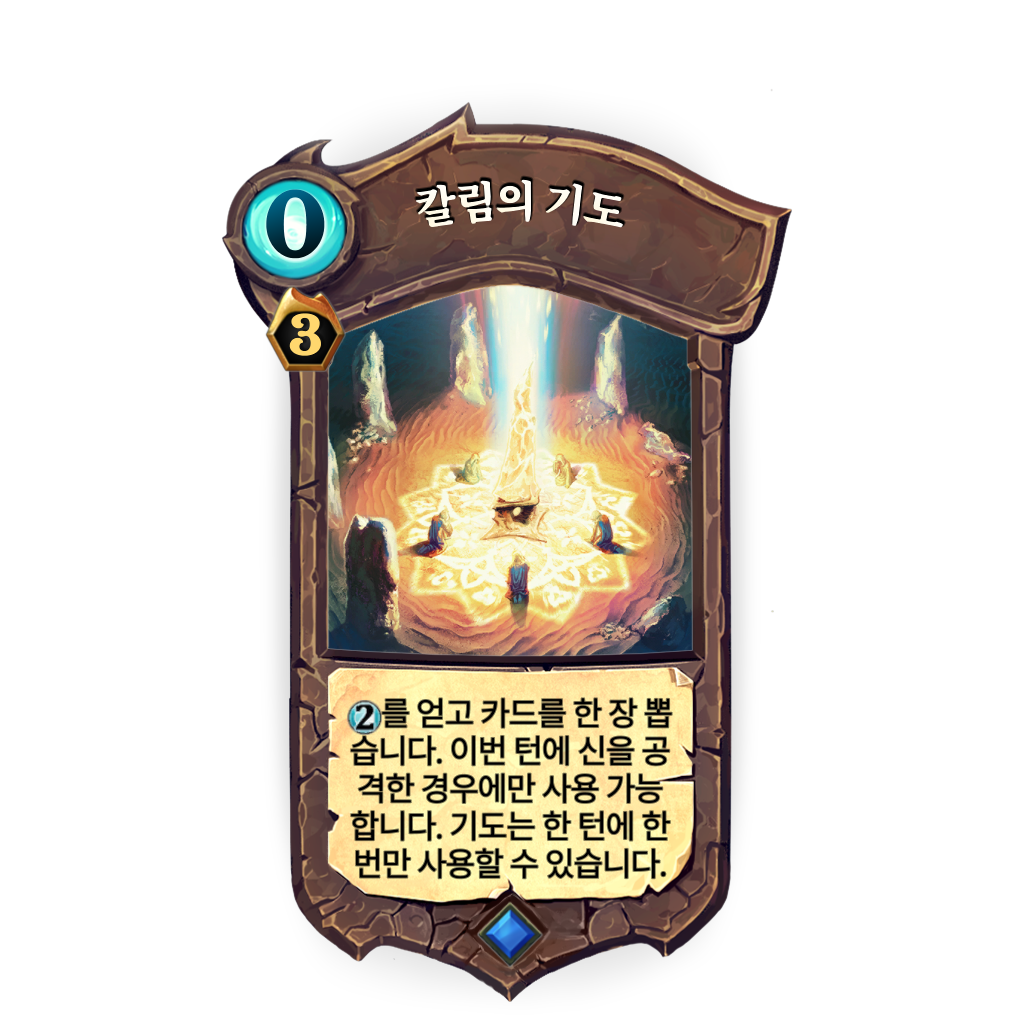 0
칼림의 기도
3
2를 얻고 카드를 한 장 뽑
습니다. 이번 턴에 신을 공
격한 경우에만 사용 가능
합니다. 기도는 한 턴에 한
번만 사용할 수 있습니다.